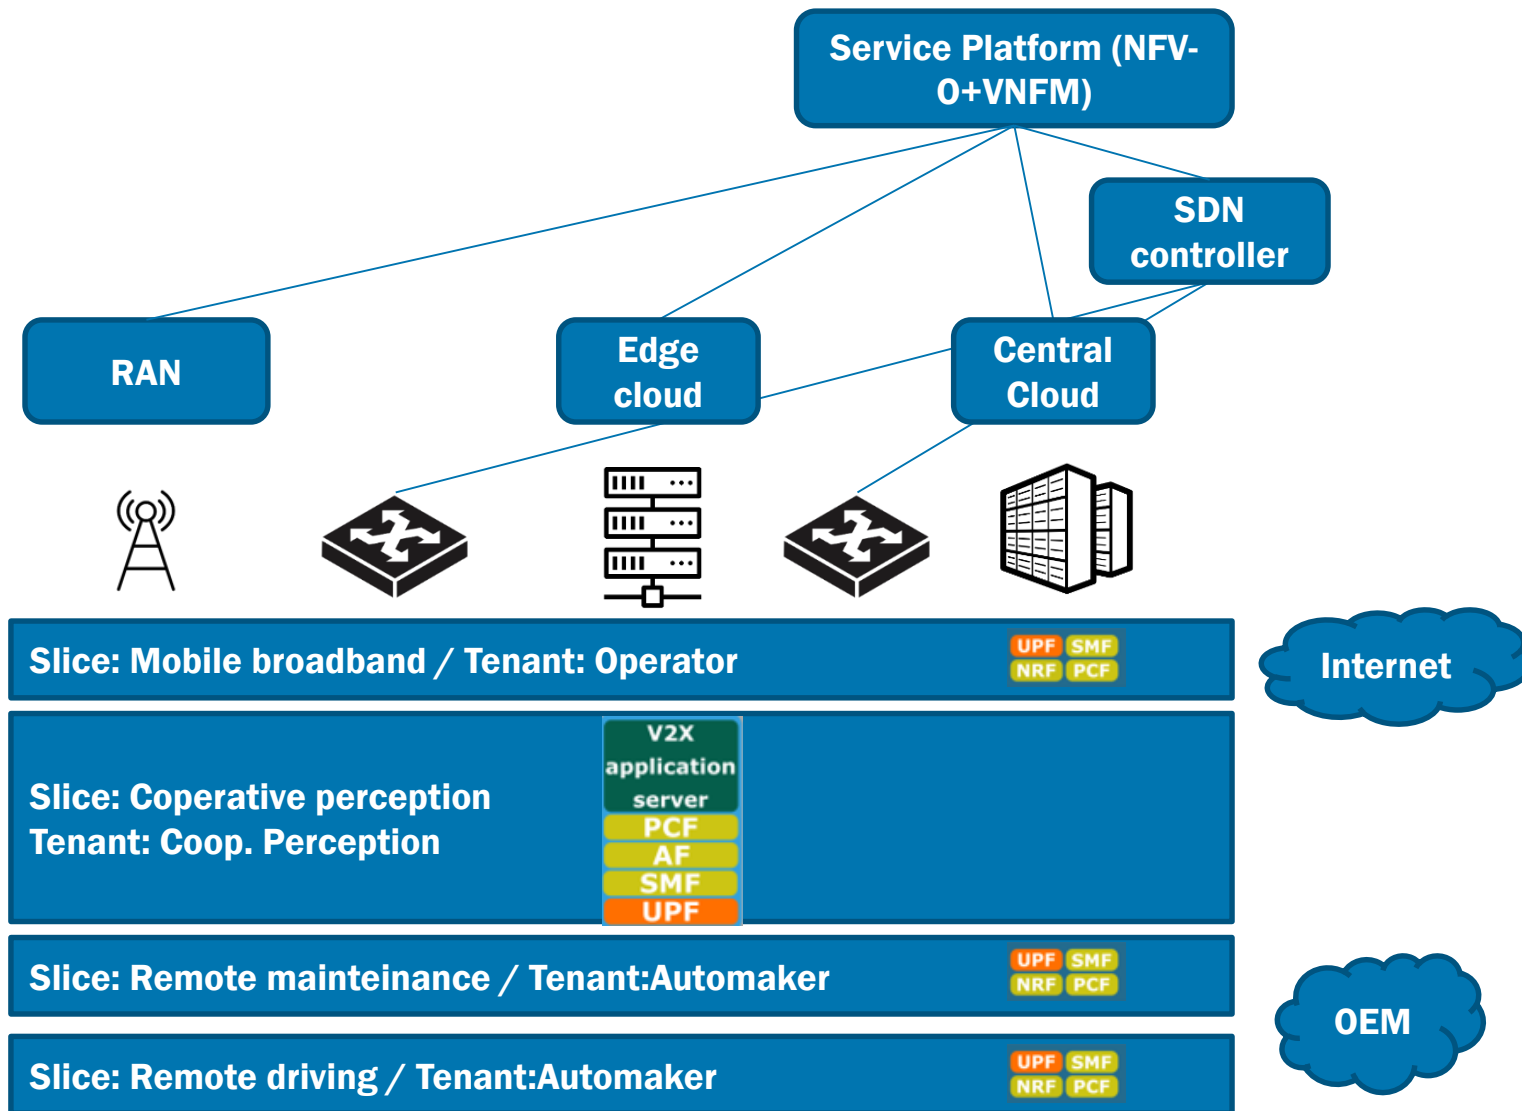 Service Platform (NFV-
O+VNFM)
SDN
controller
RAN
Edge
cloud
Central
Cloud
Slice: Mobile broadband / Tenant: Operator
UPF SMF
NRF PCF
Internet
V2X
application
server
Slice: Coperative perception
Tenant: Coop. Perception
PCF
AF
SMF
UPF
Slice: Remote mainteinance / Tenant:Automaker
UPF SMF
NRF PCF
OEM
Slice: Remote driving / Tenant:Automaker
UPF SMF
NRF PCF